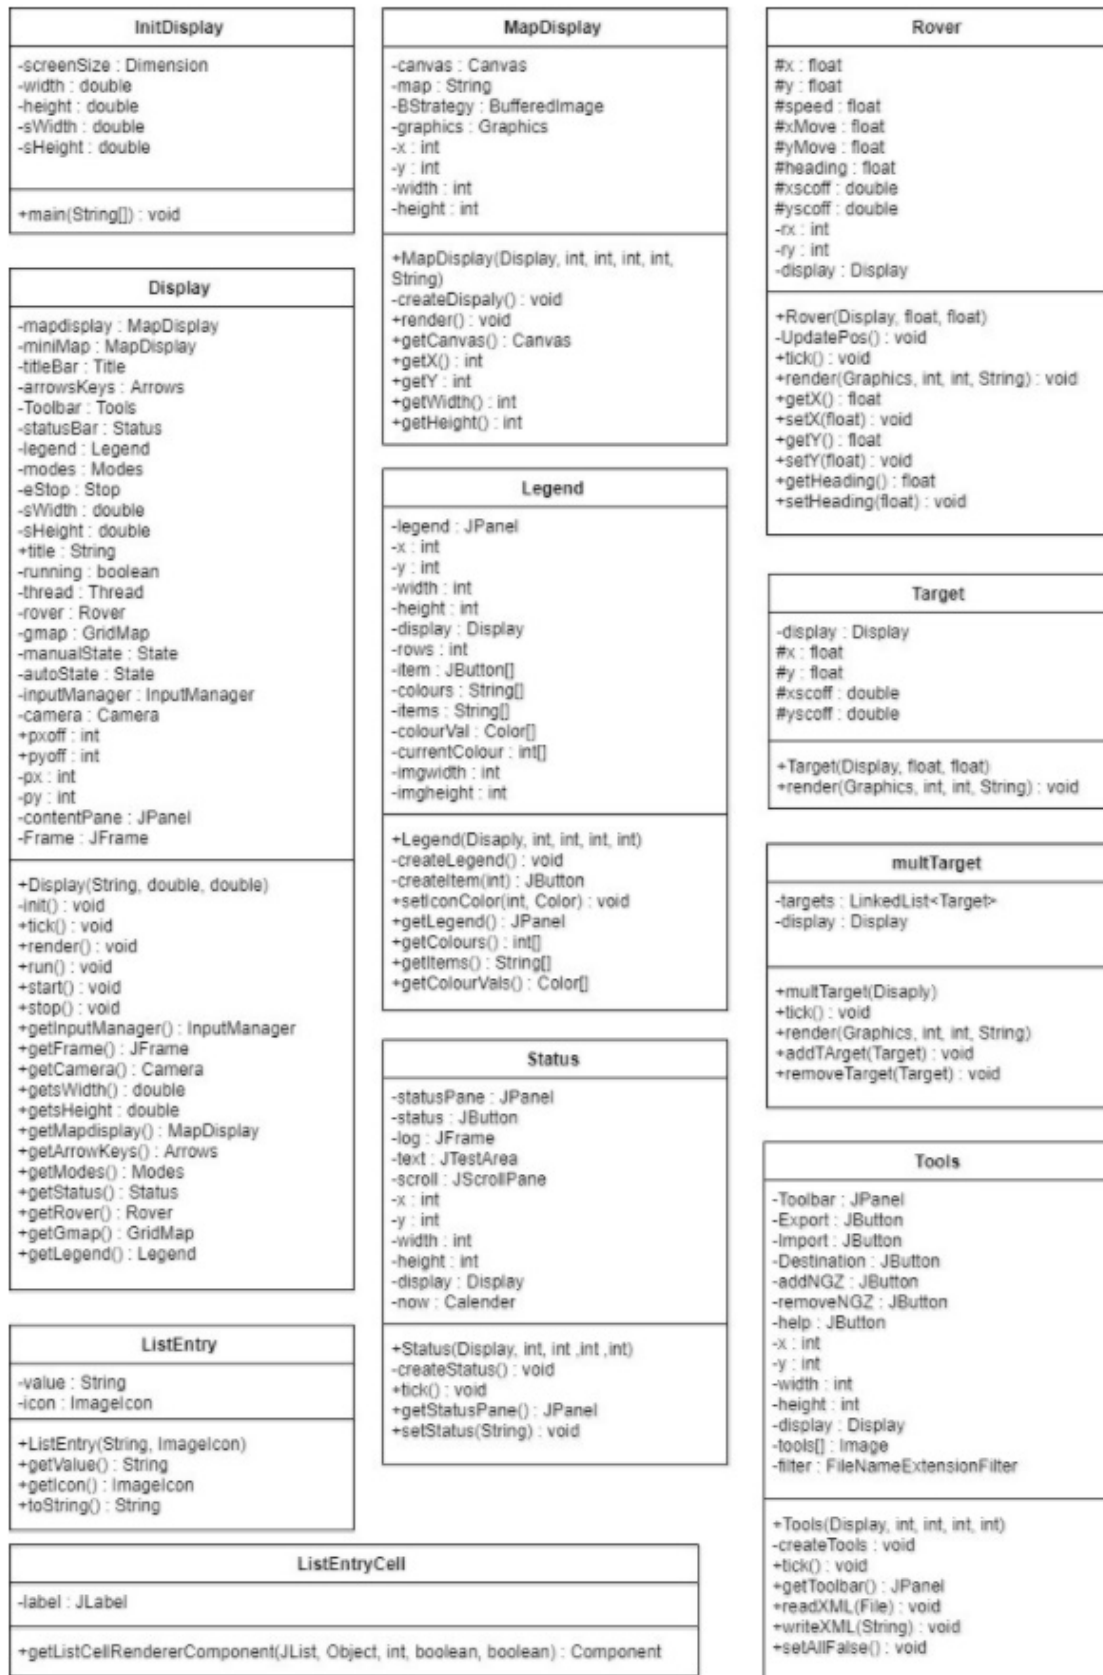 InitDisplay
-screenSize : Dimension
-width : double
-height : double
-sWidth : double
-sHeight : double
+main(String[]) : void
Display
-mapdisplay : MapDisplay
-miniMap : MapDisplay
-titleBar : Title
-arrowsKeys : Arrows
-Toolbar : Tools
-statusBar : Status
-legend : Legend
-modes : Modes
-eStop : Stop
-sWidth : double
-sHeight : double
+title : String
-running : boolean
-thread : Thread
-rover : Rover
-gmap : GridMap
-manualState : State
-autoState : State
-inputManager : InputManager
-camera : Camera
+pxoff : int
+pyoff : int
-px : int
-py : int
-contentPane : JPanel
-Frame : JFrame
+Display(String, double, double)
-init() : void
+tick() : void
+render() : void
+run() : void
+start() : void
+stop() : void
+getInputManager() : InputManager
+getFrame() : JFrame
+getCamera() : Camera
+getsWidth() : double
+getsHeight : double
+getMapdisplay() : MapDisplay
+getArrowKeys() : Arrows
+getModes() : Modes
+getStatus() : Status
+getRover() : Rover
+getGmap() : GridMap
+getLegend() : Legend
ListEntry
-value : String
-icon : ImageIcon
+ListEntry(String, ImageIcon)
+getValue() : String
+getIcon() : ImageIcon
+toString() : String
ListEntryCell
-label : JLabel
+getListCellRendererComponent(JList, Object, int, boolean, boolean) : Component
MapDisplay
-canvas : Canvas
-map : String
-BStrategy : BufferedImage
-graphics : Graphics
-x : int
-y : int
-width : int
-height : int
+MapDisplay(Display, int, int, int, int,
String)
-createDispaly() : void
+render() : void
+getCanvas() : Canvas
+getX() : int
+getY : int
+getWidth() : int
+getHeight() : int
Legend
-legend : JPanel
-x : int
-y : int
-width : int
-height : int
-display : Display
-rows : int
-item : JButton[]
-colours : String[]
-items : String[]
-colourVal : Color[]
-currentColour : int[]
-imgwidth : int
-imgheight : int
+Legend(Disaply, int, int, int, int)
-createLegend() : void
-createItem(int) : JButton
+setIconColor(int, Color) : void
+getLegend() : JPanel
+getColours() : int[]
+getItems() : String[]
+getColourVals() : Color[]
Status
-statusPane : JPanel
-status : JButton
-log : JFrame
-text : JTestArea
-scroll : JScrollPane
-x : int
-y : int
-width : int
-height : int
-display : Display
-now : Calender
+Status(Display, int, int ,int ,int)
-createStatus() : void
+tick() : void
+getStatusPane() : JPanel
+setStatus(String) : void
Rover
#x : float
#y : float
#speed : float
#xMove : float
#yMove : float
#heading : float
#xscoff : double
#yscoff : double
-rx : int
-ry : int
-display : Display
+Rover(Display, float, float)
-UpdatePos() : void
+tick() : void
+render(Graphics, int, int, String) : void
+getX() : float
+setX(float) : void
+getY() : float
+setY(float) : void
+getHeading() : float
+setHeading(float) : void
Target
-display : Display
#x : float
#y : float
#xscoff : double
#yscoff : double
+Target(Display, float, float)
+render(Graphics, int, int, String) : void
multTarget
-targets : LinkedList<Target>
-display : Display
+multTarget(Disaply)
+tick() : void
+render(Graphics, int, int, String)
+addTArget(Target) : void
+removeTarget(Target) : void
Tools
-Toolbar : JPanel
-Export : JButton
-Import : JButton
-Destination : JButton
-addNGZ : JButton
-removeNGZ : JButton
-help : JButton
-x : int
-y : int
-width : int
-height : int
-display : Display
-tools[] : Image
-filter : FileNameExtensionFilter
+Tools(Display, int, int, int, int)
-createTools : void
+tick() : void
+getToolbar() : JPanel
+readXML(File) : void
+writeXML(String) : void
+setAllFalse() : void